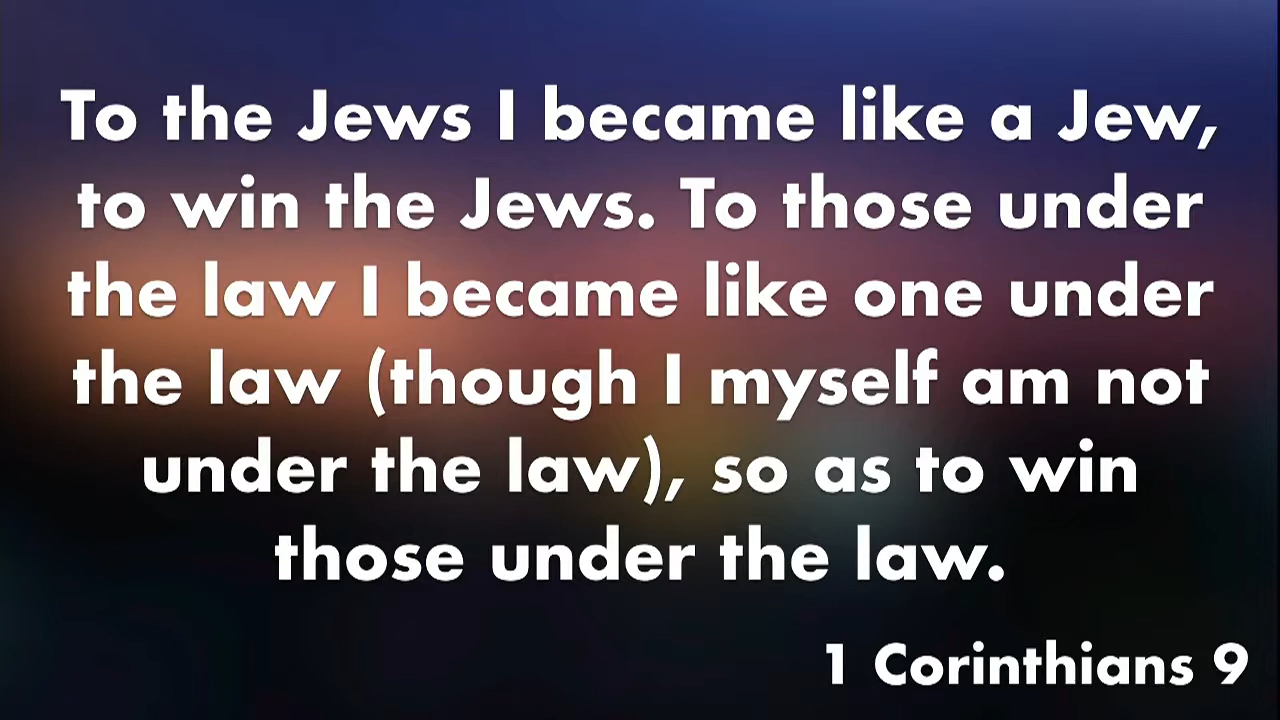 To the Jews I became like a Jew,
to win the Jews. To those under
the law I became like one under
the law (though I myself am not
under the law), so as to win
those under the law.
1 Corinthians 9